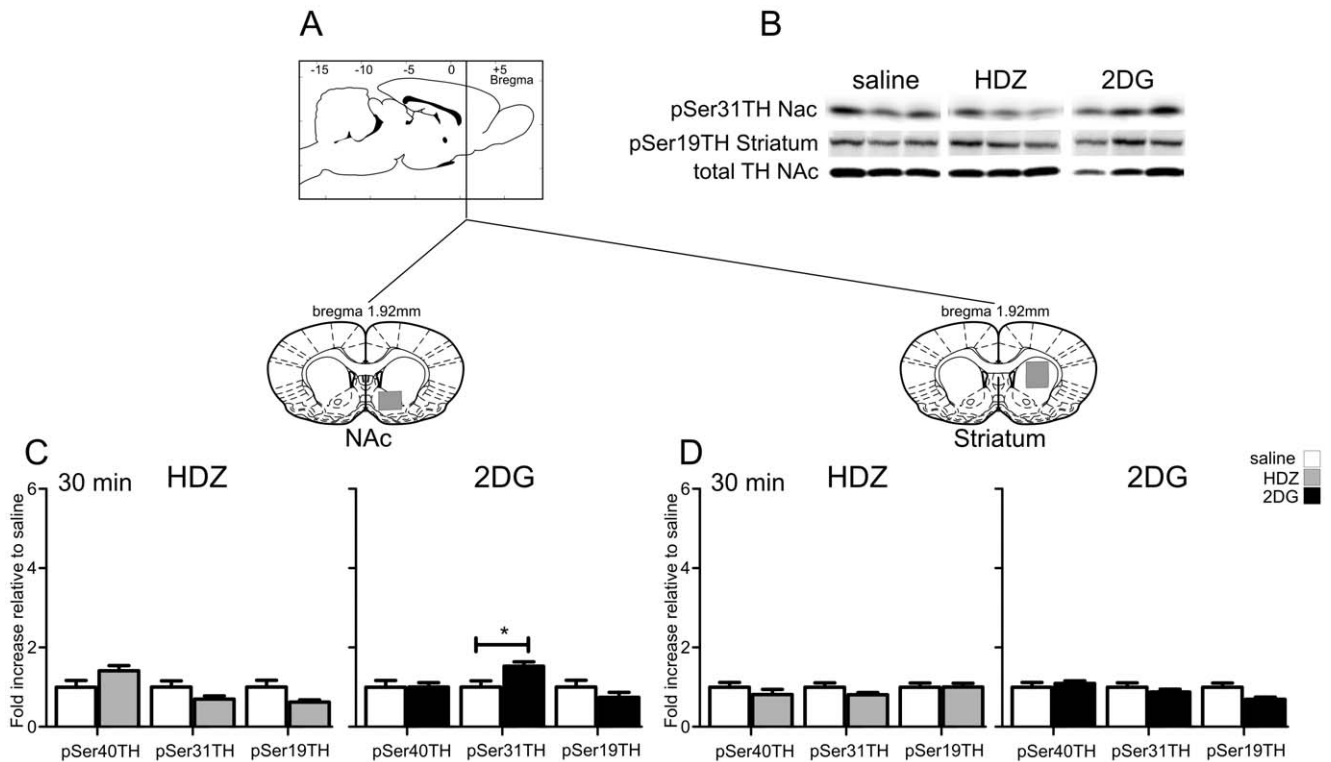 A
B
-15 -10 -5 0 +5
Bregma
saline HDZ 2DG
pSer31TH Nac
pSer19TH Striatum
total TH NAc
bregma 1.92mm
NAc
bregma 1.92mm
Striatum
C
30 min HDZ 2DG
Fold increase relative to saline
6
4
2
0
*
pSer40TH pSer31TH pSer19TH
pSer40TH pSer31TH pSer19TH
D
30 min HDZ 2DG
saline
HDZ
2DG
Fold increase relative to saline
6
4
2
0
pSer40TH pSer31TH pSer19TH
pSer40TH pSer31TH pSer19TH